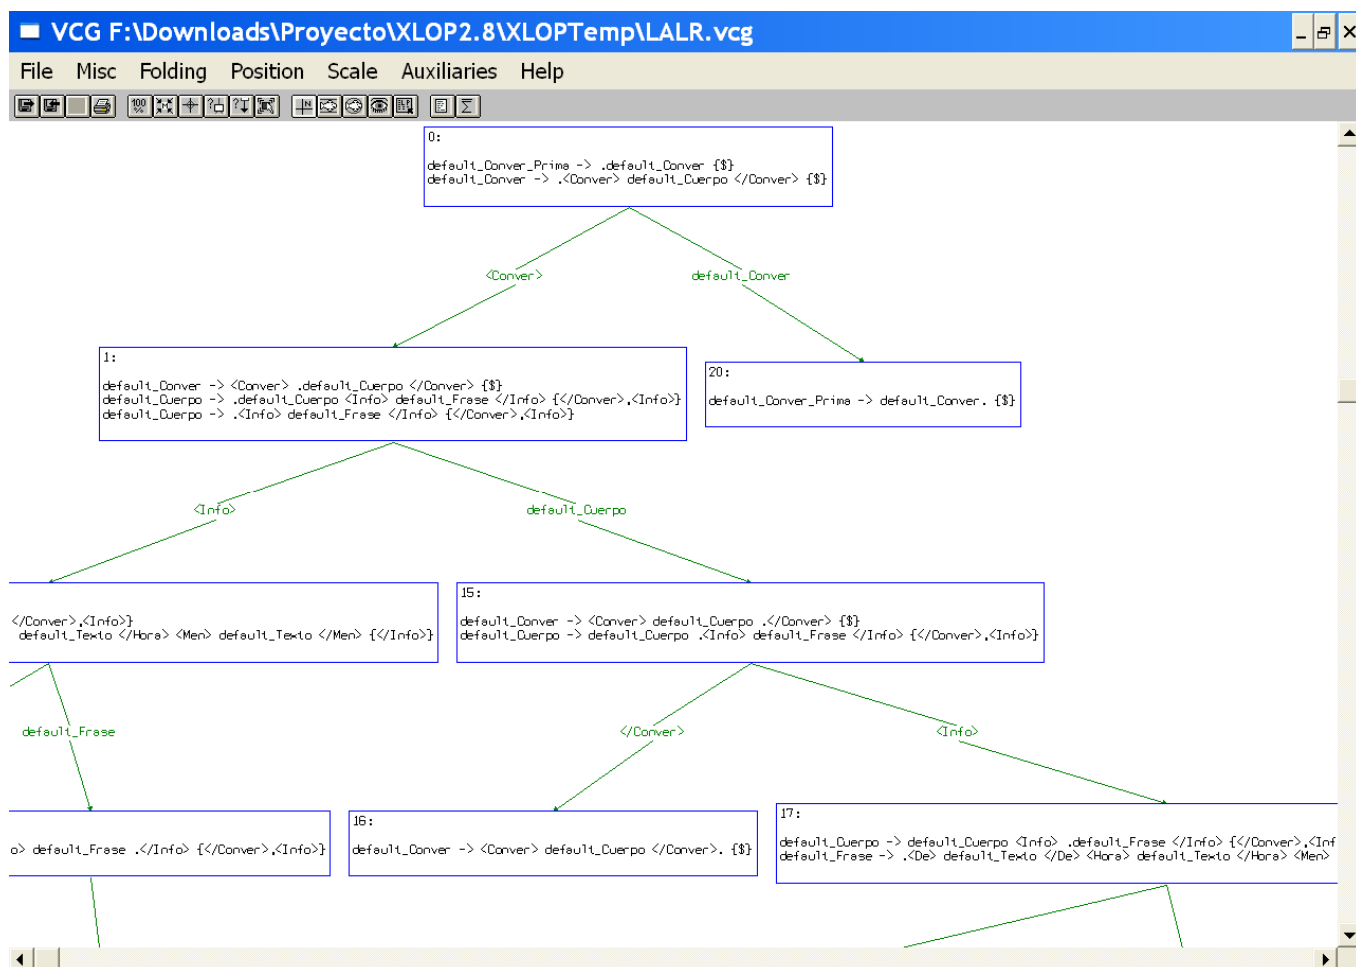 VCG F:\Downloads\Proyecto\XLOP2.8\XLOPTemp\LALR.vcg
File Misc Folding Position Scale Auxiliaries Help
0:
default_Conver_Prima -> .default_Conver {$}
default_Conver -> .<Conver> default_Cuerpo </Conver> {$}
<Conver>
default_Conver
1:
default_Conver -> <Conver> .default_Cuerpo </Conver> {$}
default_Cuerpo -> .default_Cuerpo <Info> default_Frase </Info> {</Conver>,<Info>}
default_Cuerpo -> .<Info> default_Frase </Info> {</Conver>,<Info>}
20:
default_Conver_Prima -> default_Conver. {$}
<Info>
default_Cuerpo
</Conver>,<Info>}
default_Texto </Hora> <Men> default_Texto </Men> {</Info>}
15:
default_Conver -> <Conver> default_Cuerpo .</Conver> {$}
default_Cuerpo -> default_Cuerpo .<Info> default_Frase </Info> {</Conver>,<Info>}
default_Frase
</Conver>
<Info>
o> default_Frase .</Info> {</Conver>,<Info>}
16:
default_Conver -> <Conver> default_Cuerpo </Conver>. {$}
17:
default_Cuerpo -> default_Cuerpo <Info> .default_Frase </Info> {</Conver>,<Inf
default_Frase -> .<De> default_Texto </De> <Hora> default_Texto </Hora> <Men>